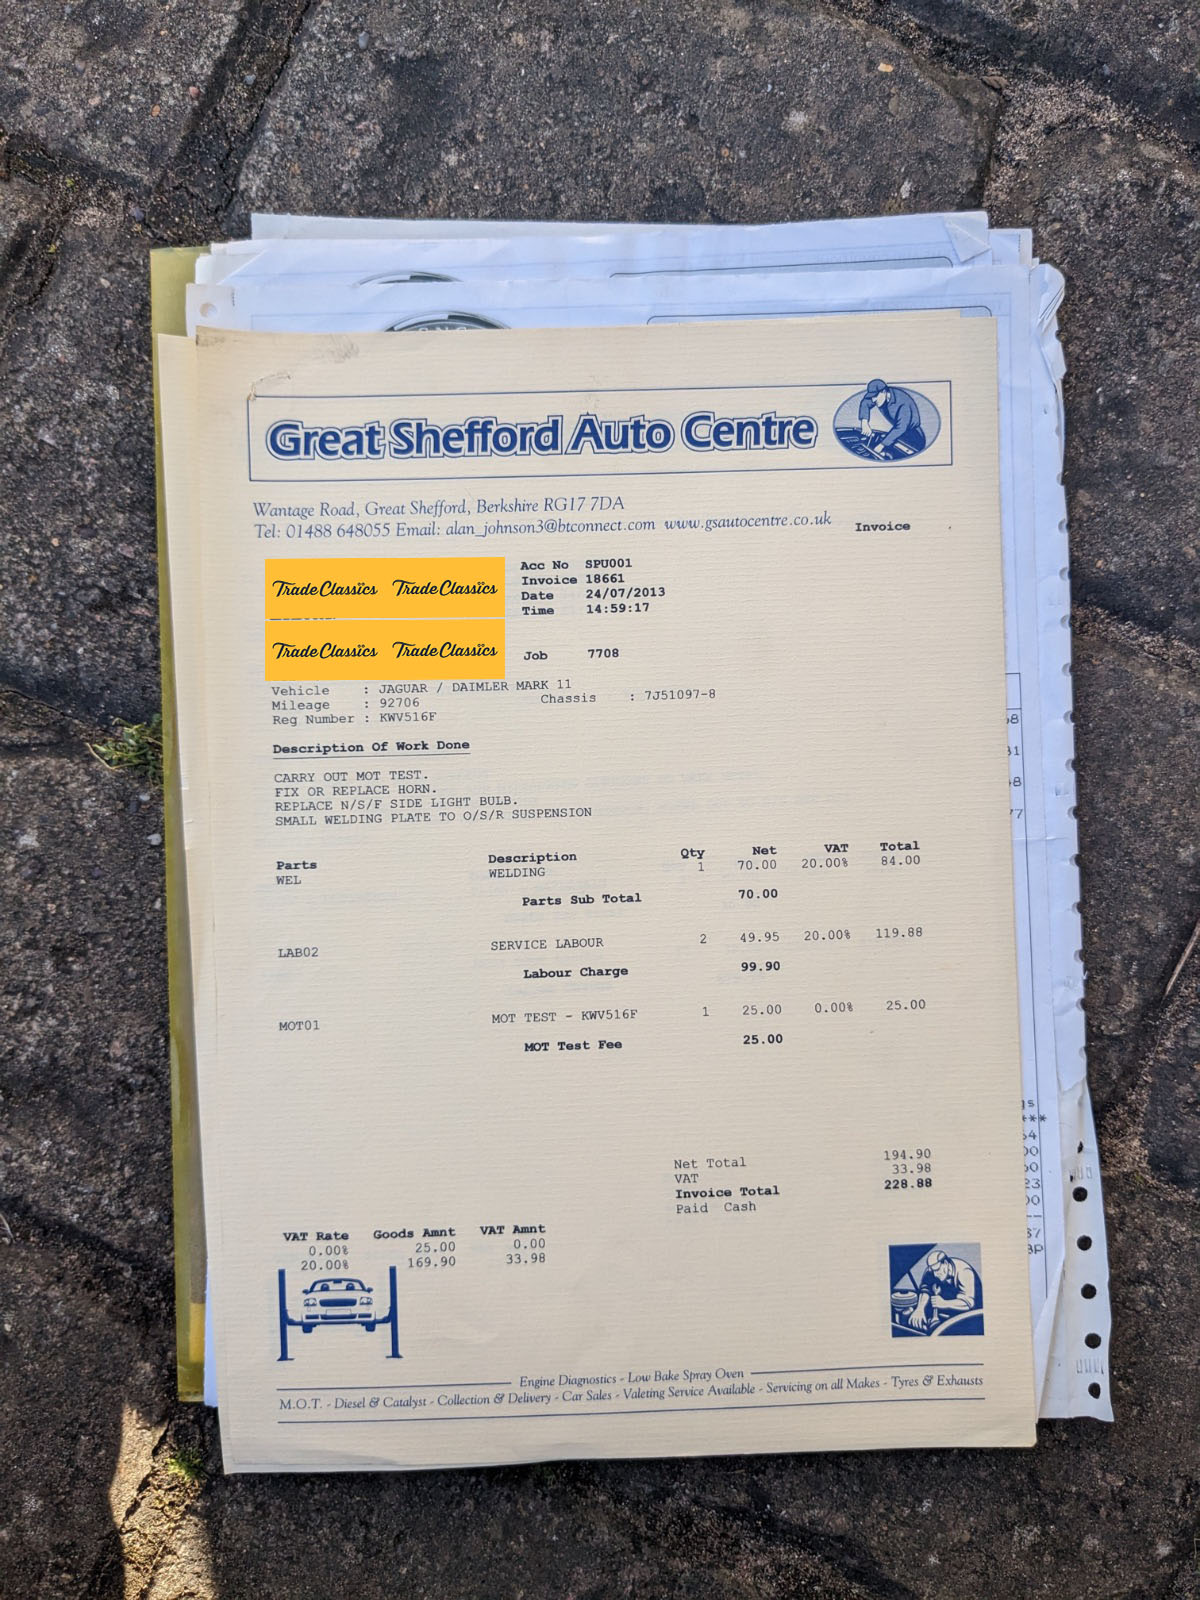 Great Shefford Auto Centre
Wantage Road, Great Shefford, Berkshire RG17 7DA
Tel: 01488 648055 Email: alan_johnson3@btconnect.com www.gsautocentre.co.uk
Invoice
Trade Classics Trade Classics
Trade Classics Trade Classics
Acc No SPU001
Invoice 18661
Date 24/07/2013
Time 14:59:17
Job 7708
Vehicle : JAGUAR / DAIMLER MARK 11
Mileage : 92706 Chassis : 7J51097-8
Reg Number : KWV516F
Description Of Work Done
CARRY OUT MOT TEST.
FIX OR REPLACE HORN.
REPLACE N/S/F SIDE LIGHT BULB.
SMALL WELDING PLATE TO O/S/R SUSPENSION
Parts Description Qty Net VAT Total
WEL WELDING 1 70.00 20.00% 84.00
Parts Sub Total 70.00
LAB02 SERVICE LABOUR 2 49.95 20.00% 119.88
Labour Charge 99.90
MOT01 MOT TEST - KWV516F 1 25.00 0.00% 25.00
MOT Test Fee 25.00
Net Total 194.90
VAT 33.98
Invoice Total 228.88
Paid Cash
VAT Rate Goods Amnt VAT Amnt
0.00% 25.00 0.00
20.00% 169.90 33.98
Engine Diagnostics - Low Bake Spray Oven
M.O.T. - Diesel & Catalyst - Collection & Delivery - Car Sales - Valeting Service Available - Servicing on all Makes - Tyres & Exhausts